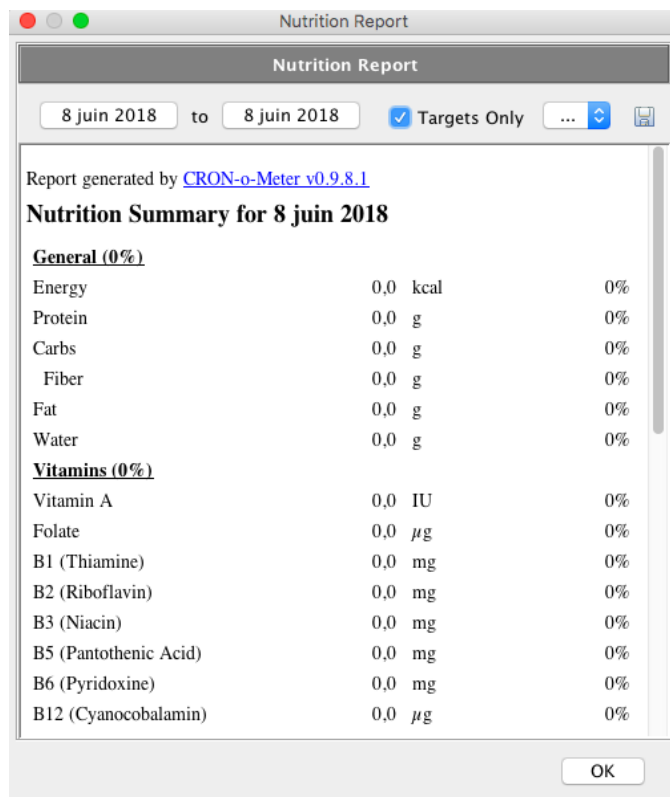 Nutrition Report
Nutrition Report
8 juin 2018 to 8 juin 2018 Targets Only ...
Report generated by CRON-o-Meter v0.9.8.1
Nutrition Summary for 8 juin 2018
General (0%)
Energy 0,0 kcal 0%
Protein 0,0 g 0%
Carbs 0,0 g 0%
Fiber 0,0 g 0%
Fat 0,0 g 0%
Water 0,0 g 0%
Vitamins (0%)
Vitamin A 0,0 IU 0%
Folate 0,0 µg 0%
B1 (Thiamine) 0,0 mg 0%
B2 (Riboflavin) 0,0 mg 0%
B3 (Niacin) 0,0 mg 0%
B5 (Pantothenic Acid) 0,0 mg 0%
B6 (Pyridoxine) 0,0 mg 0%
B12 (Cyanocobalamin) 0,0 µg 0%
OK